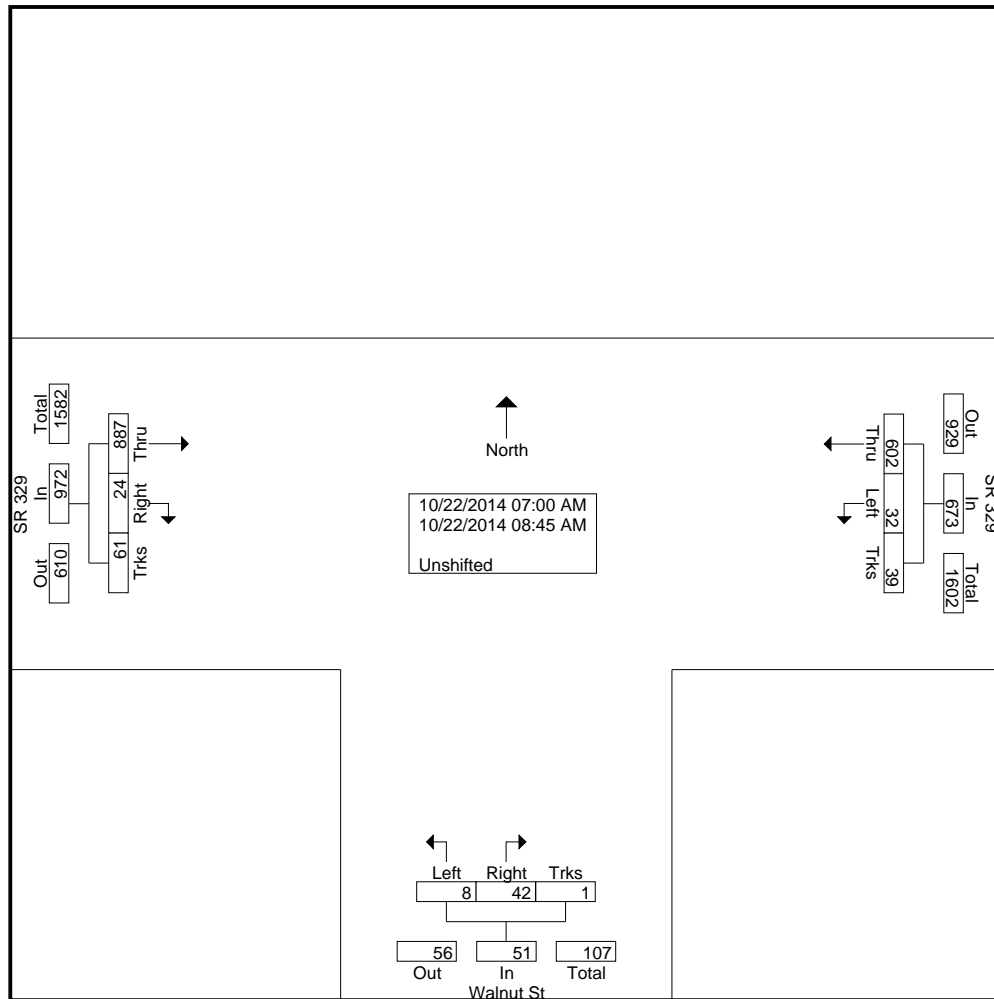 North
10/22/2014 07:00 AM
10/22/2014 08:45 AM
Unshifted
SR 329
Out
In
Total
610
972
1582
Thru
Right
Trks
887
24
61
SR 329
Out
In
Total
929
673
1602
Thru
Left
Trks
602
32
39
Left Right Trks
8 42 1
56 51 107
Out In Total
Walnut St